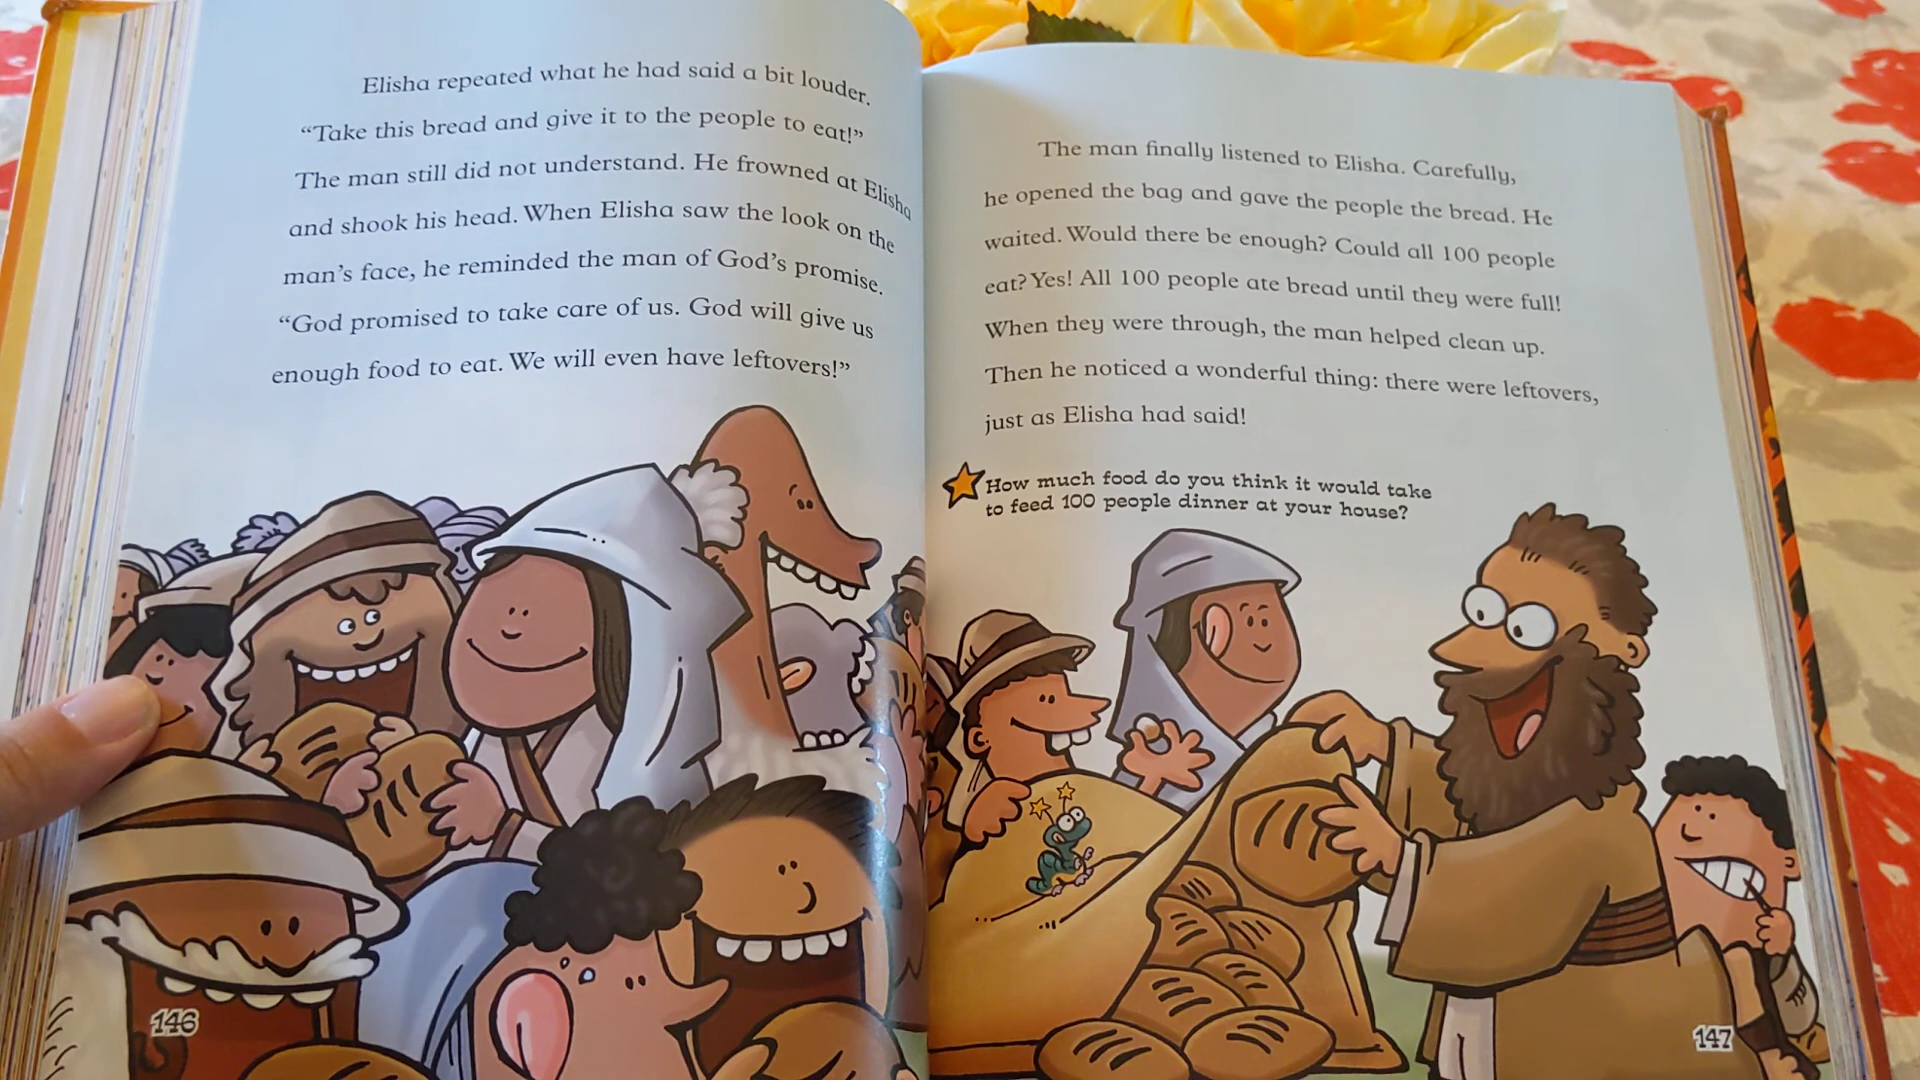 Elisha repeated what he had said a bit louder.
“Take this bread and give it to the people to eat!”
The man still did not understand. He frowned at Elisha
and shook his head. When Elisha saw the look on the
man’s face, he reminded the man of God’s promise.
“God promised to take care of us. God will give us
enough food to eat. We will even have leftovers!”
146
The man finally listened to Elisha. Carefully,
he opened the bag and gave the people the bread. He
waited. Would there be enough? Could all 100 people
eat? Yes! All 100 people ate bread until they were full!
When they were through, the man helped clean up.
Then he noticed a wonderful thing: there were leftovers,
just as Elisha had said!
How much food do you think it would take
to feed 100 people dinner at your house?
147